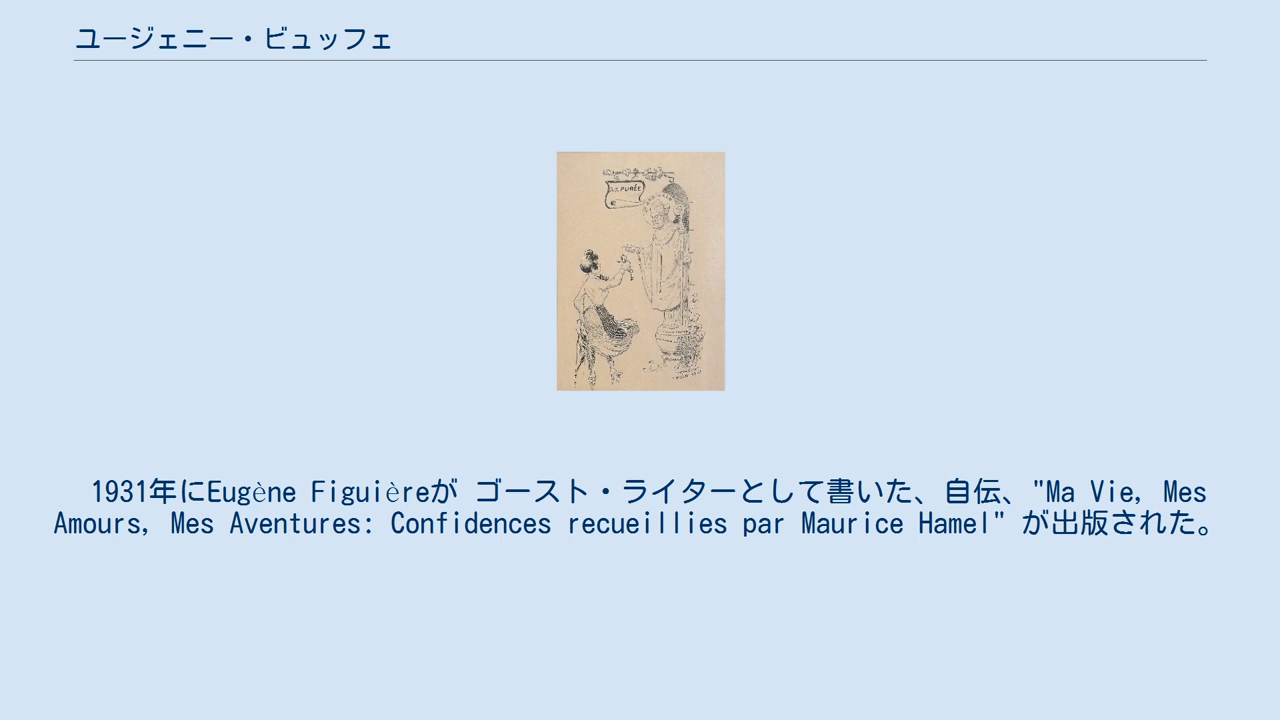 ユージェニー・ビュッフェ
PURÉE
1931年にEugène Figuièreが ゴースト・ライターとして書いた、自伝、"Ma Vie, Mes
Amours, Mes Aventures: Confidences recueillies par Maurice Hamel" が出版された。